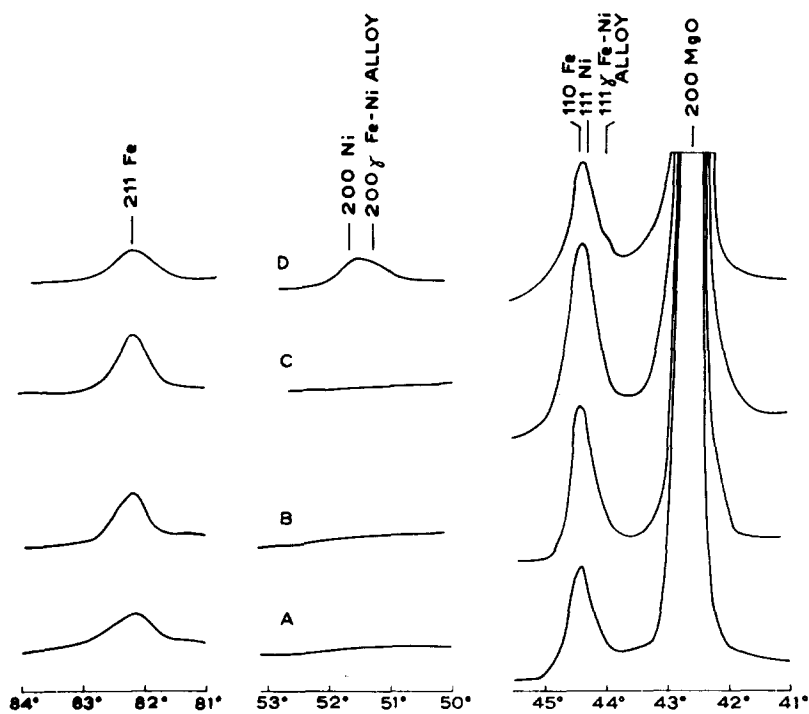 211 Fe
200 Ni
200 γ Fe-Ni ALLOY
110 Fe
111 Ni
111 γ Fe-Ni
ALLOY
200 MgO
D
C
B
A
84° 83° 82° 81°
53° 52° 51° 50°
45° 44° 43° 42° 41°